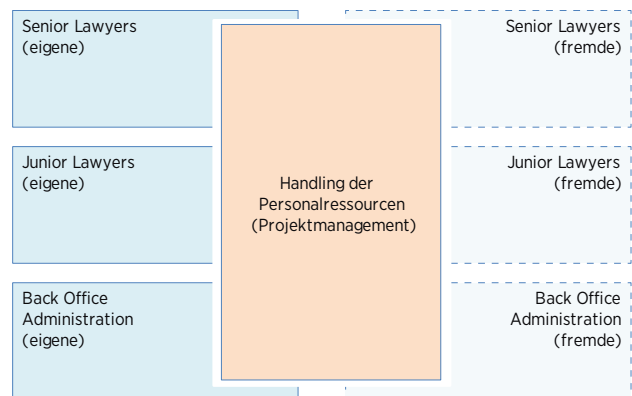 Senior Lawyers
(eigene)
Senior Lawyers
(fremde)
Junior Lawyers
(eigene)
Handling der
Personalressourcen
(Projektmanagement)
Junior Lawyers
(fremde)
Back Office
Administration
(eigene)
Back Office
Administration
(fremde)